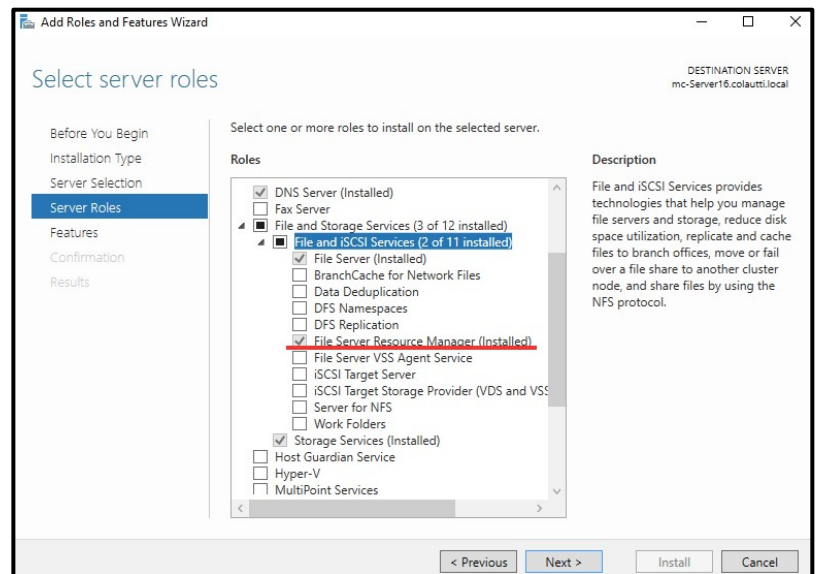 Add Roles and Features Wizard
Select server roles
DESTINATION SERVER
mc-Server16.colautti.local
Before You Begin
Installation Type
Server Selection
Server Roles
Features
Confirmation
Results
Select one or more roles to install on the selected server.
Roles
DNS Server (Installed)
Fax Server
File and Storage Services (3 of 12 installed)
File and iSCSI Services (2 of 11 installed)
File Server (Installed)
BranchCache for Network Files
Data Deduplication
DFS Namespaces
DFS Replication
File Server Resource Manager (Installed)
File Server VSS Agent Service
iSCSI Target Server
iSCSI Target Storage Provider (VDS and VSS
Server for NFS
Work Folders
Storage Services (Installed)
Host Guardian Service
Hyper-V
MultiPoint Services
Description
File and iSCSI Services provides
technologies that help you manage
file servers and storage, reduce disk
space utilization, replicate and cache
files to branch offices, move or fail
over a file share to another cluster
node, and share files by using the
NFS protocol.
< Previous
Next >
Install
Cancel